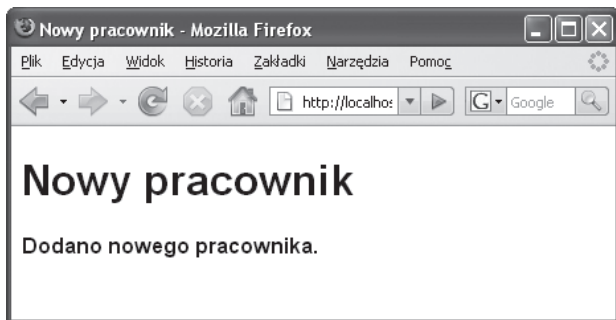 Nowy pracownik - Mozilla Firefox
Plik Edycja Widok Historia Zakładki Narzędzia Pomoc
http://localhos G Google
Nowy pracownik
Dodano nowego pracownika.